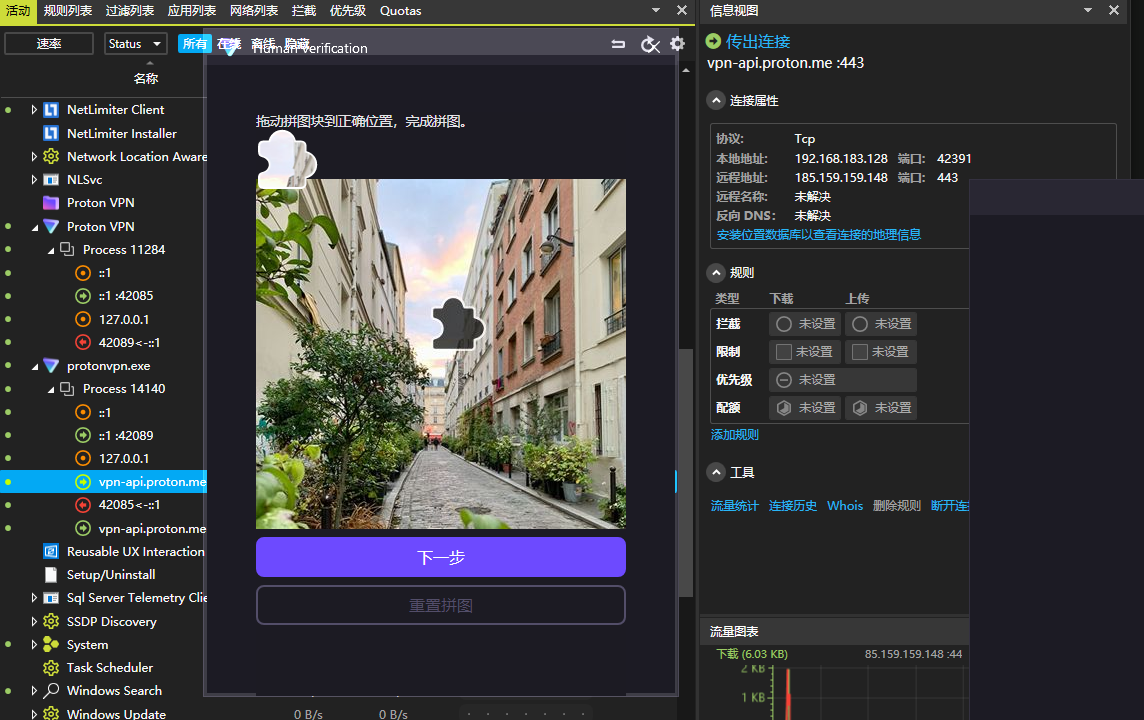 活动 规则列表 过滤列表 应用列表 网络列表 拦截 优先级 Quotas
速率 Status 所有 在线 离线 隐藏
名称
NetLimiter Client
NetLimiter Installer
Network Location Aware
NLSvc
Proton VPN
Proton VPN
Process 11284
::1
::1 :42085
127.0.0.1
42089<-::1
protonvpn.exe
Process 14140
::1
::1 :42089
127.0.0.1
vpn-api.proton.me
42085<-::1
vpn-api.proton.me
Reusable UX Interaction
Setup/Uninstall
Sql Server Telemetry Clie
SSDP Discovery
System
Task Scheduler
Windows Search
Windows Update
0 B/s 0 B/s
Human Verification
拖动拼图块到正确位置，完成拼图。
下一步
重置拼图
信息视图
传出连接
vpn-api.proton.me :443
连接属性
协议: Tcp
本地地址: 192.168.183.128 端口: 42391
远程地址: 185.159.159.148 端口: 443
远程名称: 未解决
反向 DNS: 未解决
安装位置数据库以查看连接的地理信息
规则
类型 下载 上传
拦截 未设置 未设置
限制 未设置 未设置
优先级 未设置
配额 未设置 未设置
添加规则
工具
流量统计 连接历史 Whois 删除规则 断开连接
流量图表
下载 (6.03 KB) 85.159.159.148 :44
2 KB
1 KB